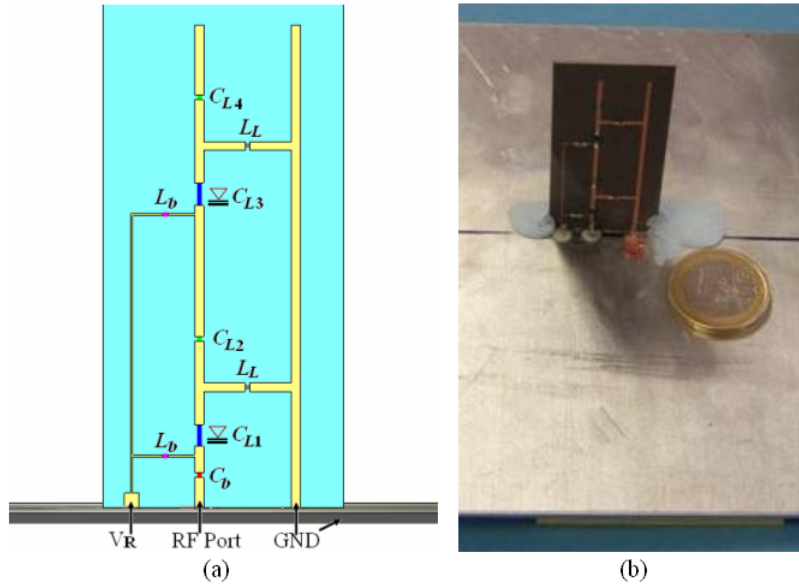 C_L4
L_L
L_b
C_L3
C_L2
L_L
C_L1
L_b
C_b
V_R RF Port GND
(a) (b)